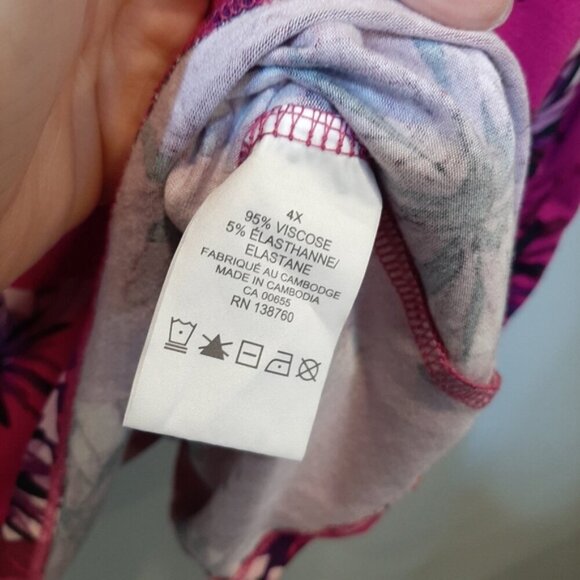 4X
95% VISCOSE
5% ÉLASTHANNE/
ELASTANE
FABRIQUÉ AU CAMBODGE
MADE IN CAMBODIA
CA 00655
RN 138760